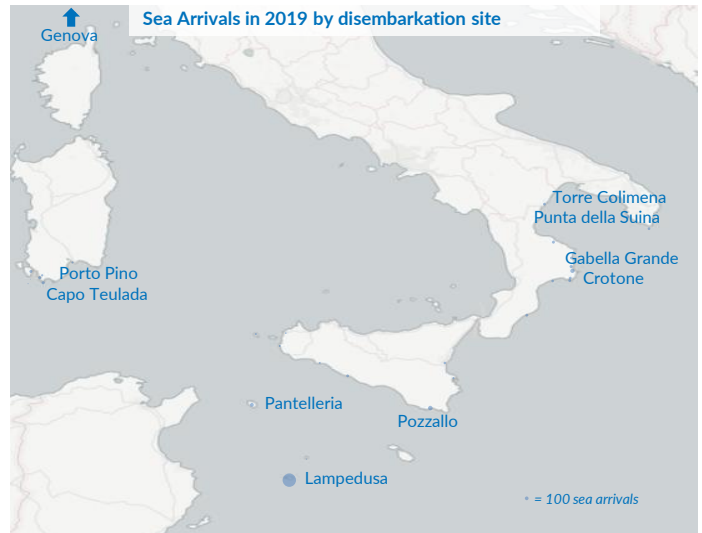 Sea Arrivals in 2019 by disembarkation site
Genova
Torre Colimena
Punta della Suina
Gabella Grande
Crotone
Porto Pino
Capo Teulada
Pantelleria
Pozzallo
Lampedusa
= 100 sea arrivals